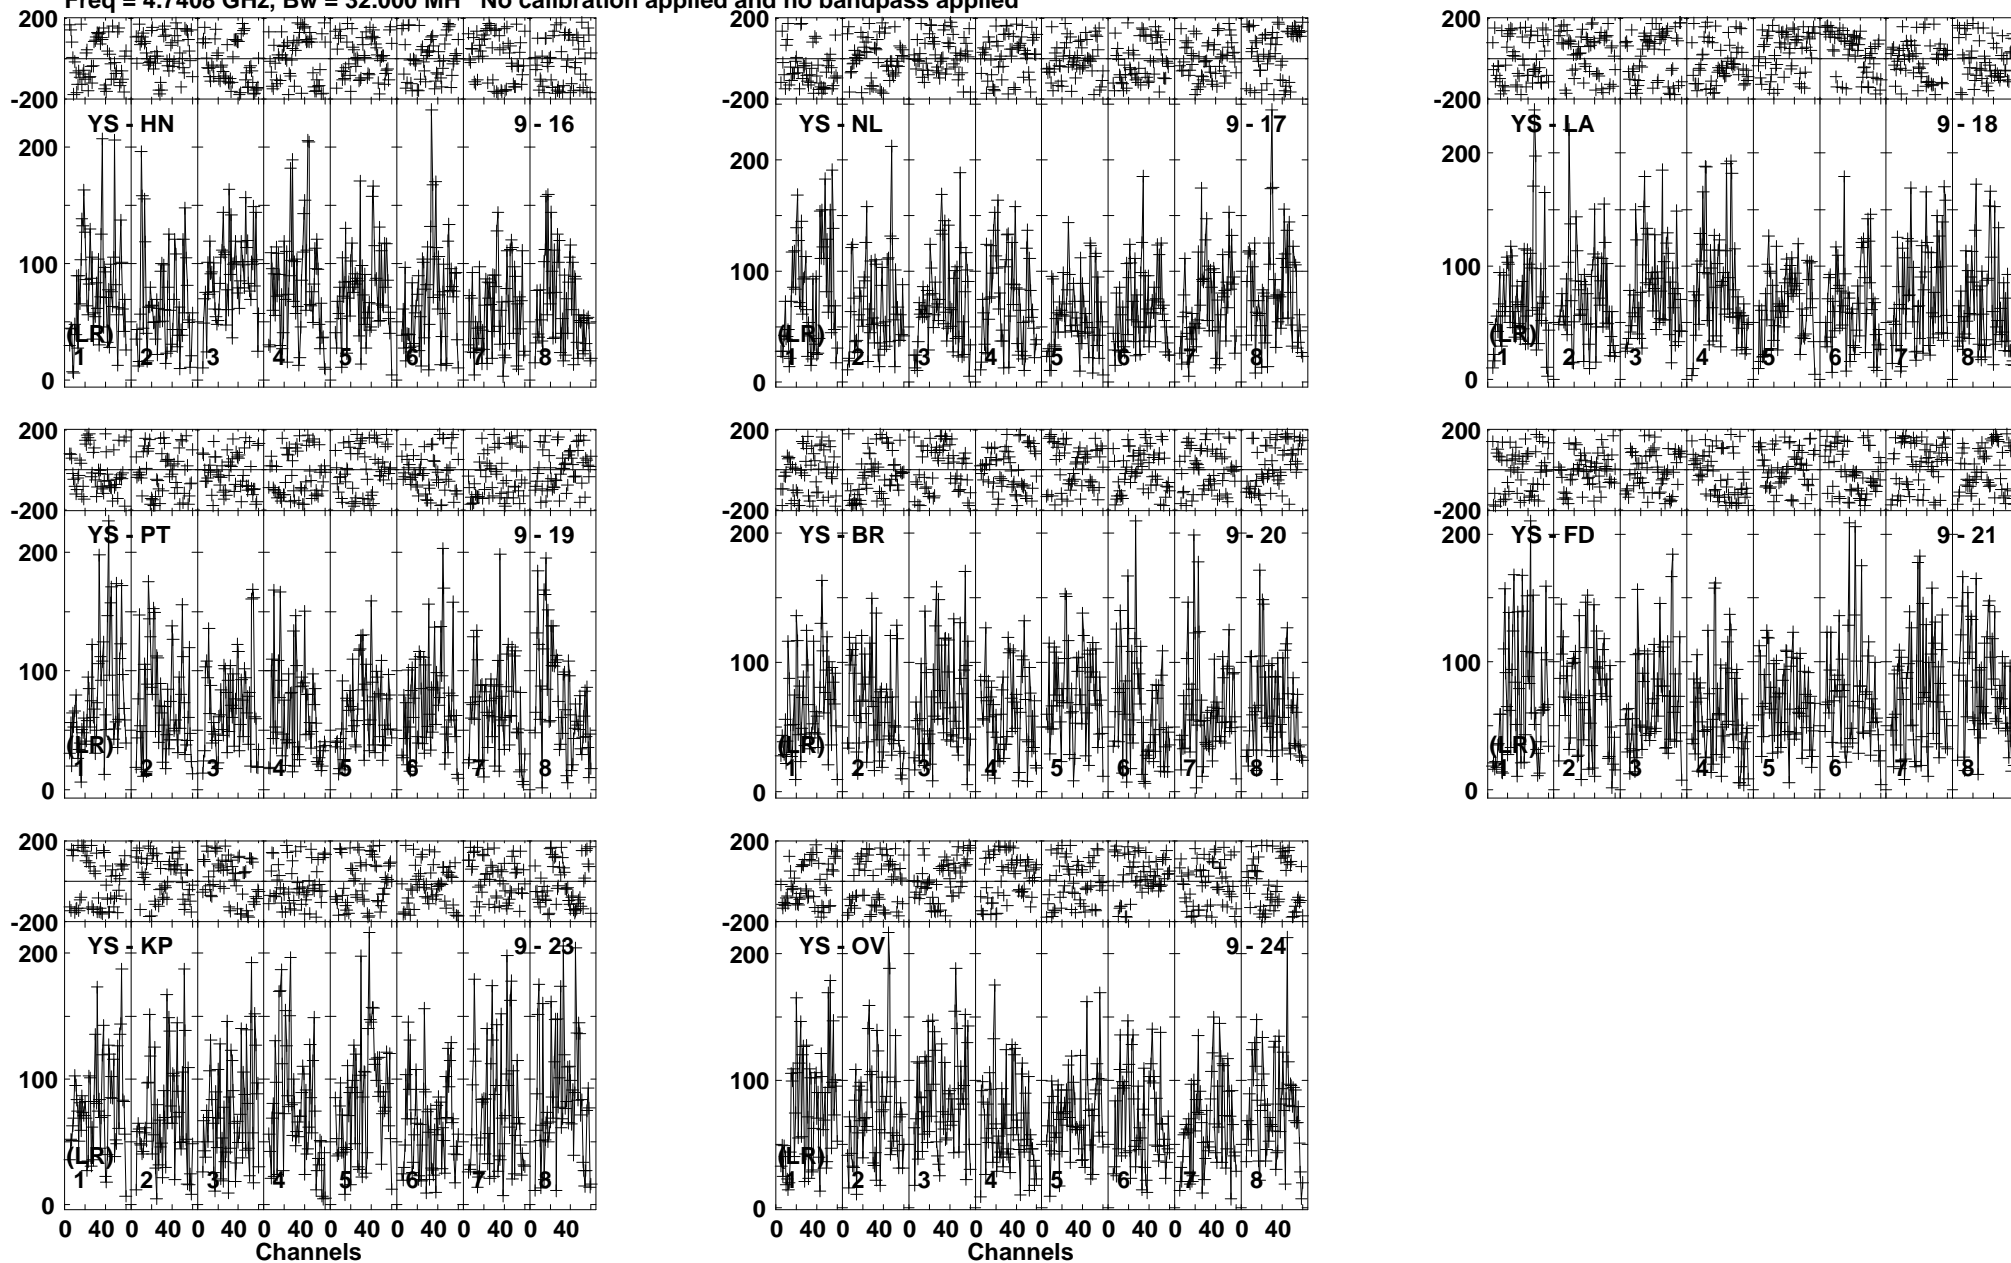 Freq = 4.7408 GHz, Bw = 32.000 MH No calibration applied and no bandpass applied
200
-200
YS - HN 9 - 16
200
100
0
(LR)
1 2 3 4 5 6 7 8
200
-200
YS - NL 9 - 17
200
100
0
(LR)
1 2 3 4 5 6 7 8
200
-200
YS - LA 9 - 18
200
100
0
(LR)
1 2 3 4 5 6 7 8
200
-200
YS - PT 9 - 19
200
100
0
(LR)
1 2 3 4 5 6 7 8
200
-200
YS - BR 9 - 20
200
100
0
(LR)
1 2 3 4 5 6 7 8
200
-200
YS - FD 9 - 21
200
100
0
(LR)
1 2 3 4 5 6 7 8
200
-200
YS - KP 9 - 23
200
100
0
(LR)
1 2 3 4 5 6 7 8
0 40 0 40 0 40 0 40 0 40 0 40 0 40 0 40
Channels
200
-200
YS - OV 9 - 24
200
100
0
(LR)
1 2 3 4 5 6 7 8
0 40 0 40 0 40 0 40 0 40 0 40 0 40 0 40
Channels